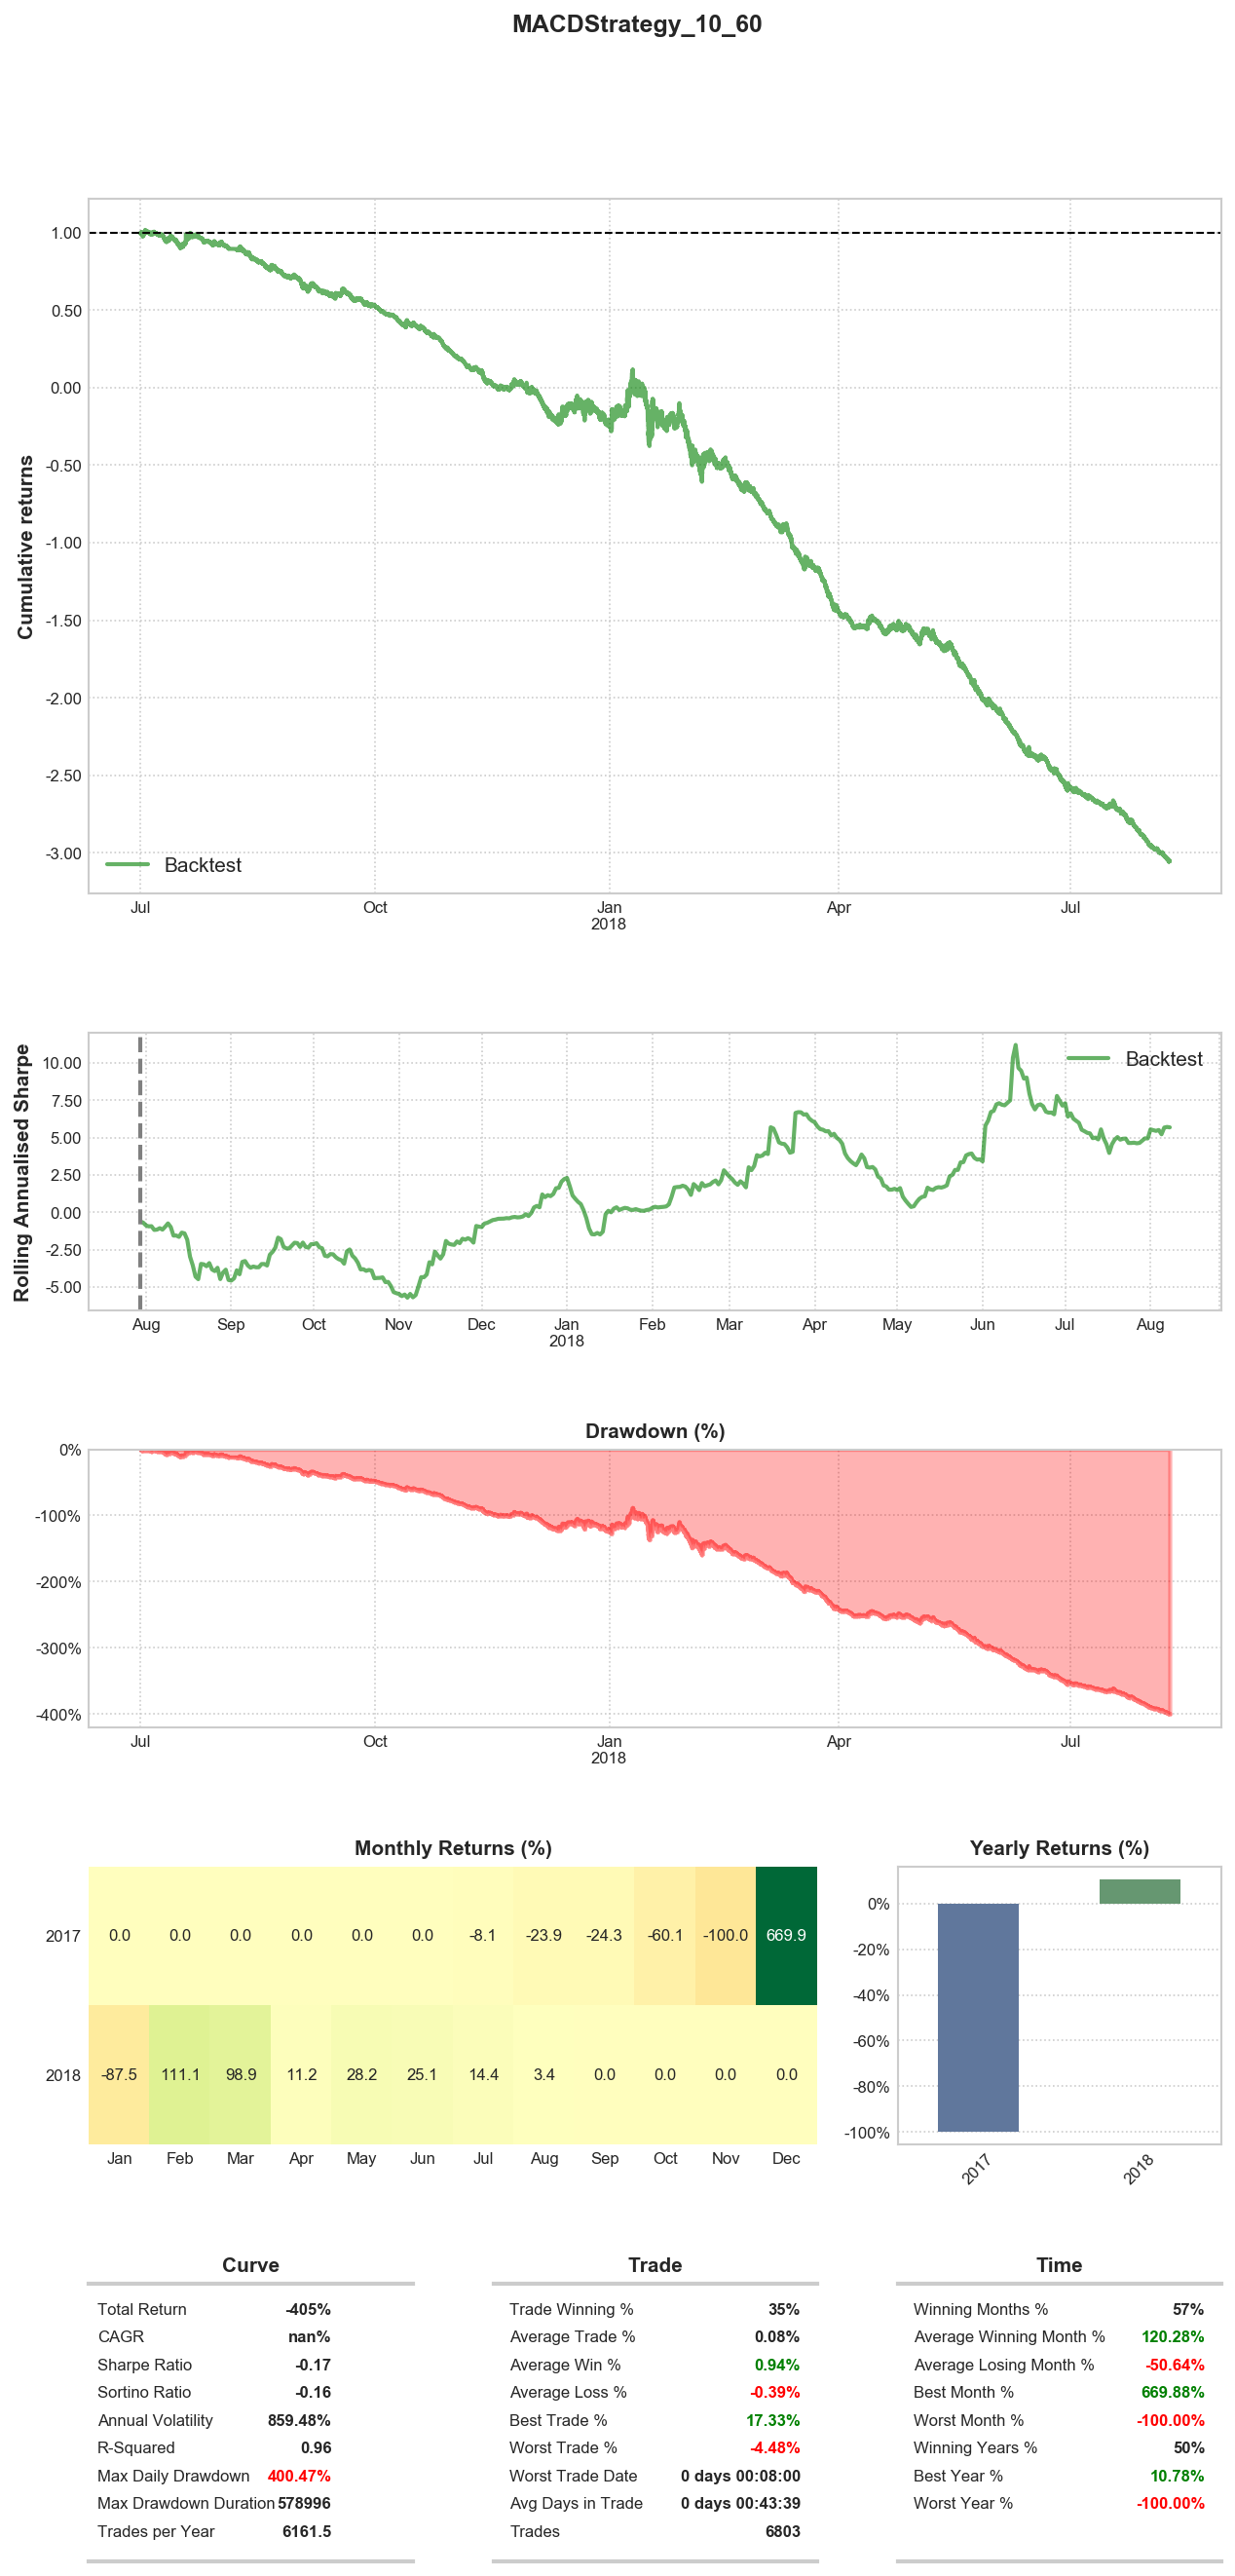 MACDStrategy_10_60
Cumulative returns
1.00
0.50
0.00
-0.50
-1.00
-1.50
-2.00
-2.50
-3.00
Backtest
Jul Oct Jan Apr Jul
2018
Rolling Annualised Sharpe
10.00
7.50
5.00
2.50
0.00
-2.50
-5.00
Backtest
Aug Sep Oct Nov Dec Jan Feb Mar Apr May Jun Jul Aug
2018
Drawdown (%)
0%
-100%
-200%
-300%
-400%
Jul Oct Jan Apr Jul
2018
Monthly Returns (%)
2017 0.0 0.0 0.0 0.0 0.0 0.0 -8.1 -23.9 -24.3 -60.1 -100.0 669.9
2018 -87.5 111.1 98.9 11.2 28.2 25.1 14.4 3.4 0.0 0.0 0.0 0.0
Jan Feb Mar Apr May Jun Jul Aug Sep Oct Nov Dec
Yearly Returns (%)
0%
-20%
-40%
-60%
-80%
-100%
2017 2018
Curve
Total Return -405%
CAGR nan%
Sharpe Ratio -0.17
Sortino Ratio -0.16
Annual Volatility 859.48%
R-Squared 0.96
Max Daily Drawdown 400.47%
Max Drawdown Duration 578996
Trades per Year 6161.5
Trade
Trade Winning % 35%
Average Trade % 0.08%
Average Win % 0.94%
Average Loss % -0.39%
Best Trade % 17.33%
Worst Trade % -4.48%
Worst Trade Date 0 days 00:08:00
Avg Days in Trade 0 days 00:43:39
Trades 6803
Time
Winning Months % 57%
Average Winning Month % 120.28%
Average Losing Month % -50.64%
Best Month % 669.88%
Worst Month % -100.00%
Winning Years % 50%
Best Year % 10.78%
Worst Year % -100.00%